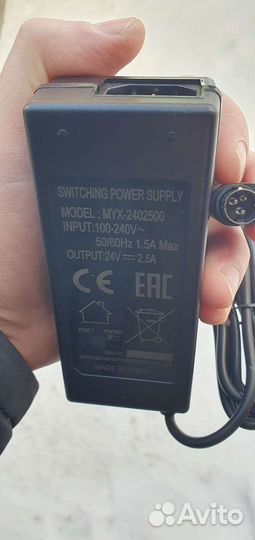 SWITCHING POWER SUPPLY
MODEL : MYX-2402500
INPUT:100-240V~
50/60Hz 1.5A Max
OUTPUT:24V⎓ 2.5A
CE EAC
MADE IN CHINA
Avito